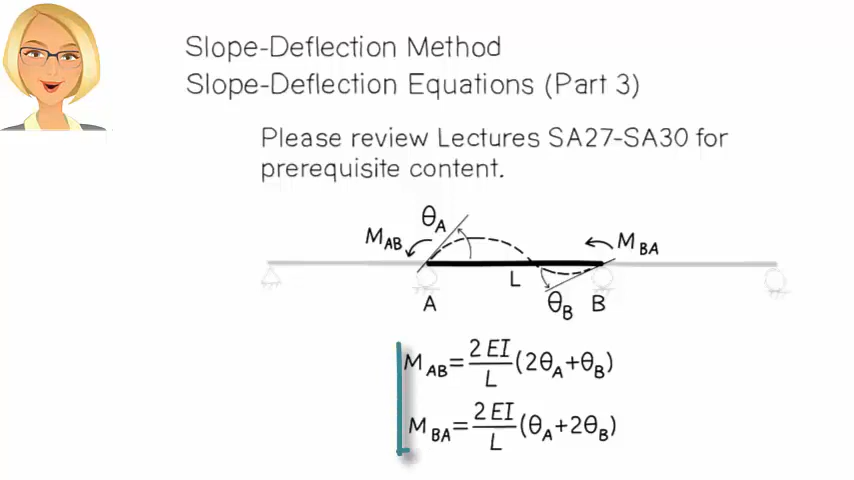 Slope-Deflection Method
Slope-Deflection Equations (Part 3)
Please review Lectures SA27-SA30 for
prerequisite content.
θA
MAB
MBA
L
A
θB
B
MAB=2EI/L(2θA+θB)
MBA=2EI/L(θA+2θB)